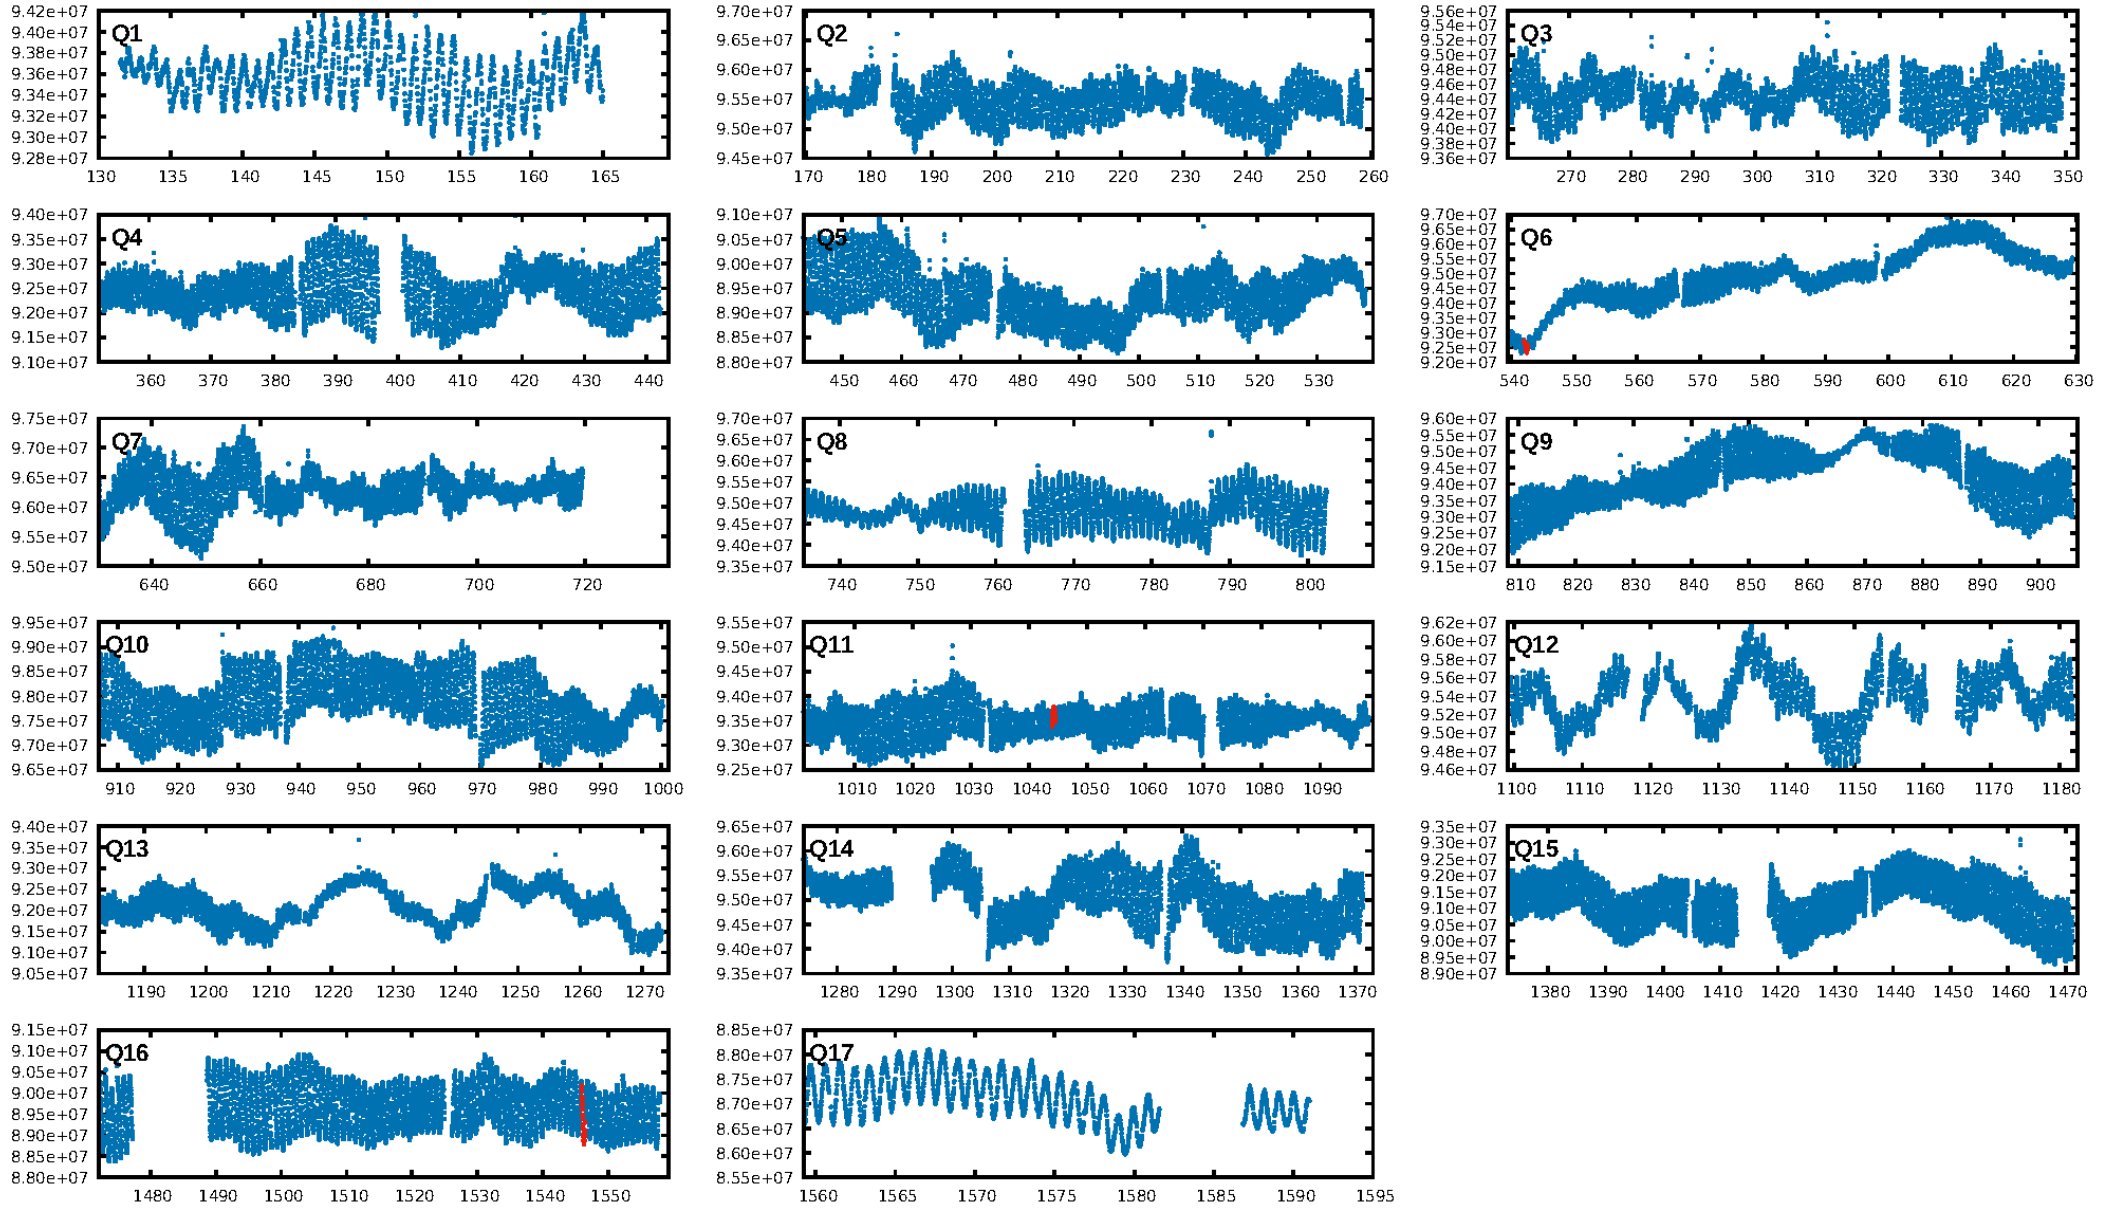 Q1
9.42e+07
9.40e+07
9.38e+07
9.36e+07
9.34e+07
9.32e+07
9.30e+07
9.28e+07
130 135 140 145 150 155 160 165
Q2
9.70e+07
9.65e+07
9.60e+07
9.55e+07
9.50e+07
9.45e+07
170 180 190 200 210 220 230 240 250 260
Q3
9.56e+07
9.54e+07
9.52e+07
9.50e+07
9.48e+07
9.46e+07
9.44e+07
9.42e+07
9.40e+07
9.38e+07
9.36e+07
270 280 290 300 310 320 330 340 350
Q4
9.40e+07
9.35e+07
9.30e+07
9.25e+07
9.20e+07
9.15e+07
9.10e+07
360 370 380 390 400 410 420 430 440
Q5
9.10e+07
9.05e+07
9.00e+07
8.95e+07
8.90e+07
8.85e+07
8.80e+07
450 460 470 480 490 500 510 520 530
Q6
9.70e+07
9.65e+07
9.60e+07
9.55e+07
9.50e+07
9.45e+07
9.40e+07
9.35e+07
9.30e+07
9.25e+07
9.20e+07
540 550 560 570 580 590 600 610 620 630
Q7
9.75e+07
9.70e+07
9.65e+07
9.60e+07
9.55e+07
9.50e+07
640 660 680 700 720
Q8
9.70e+07
9.65e+07
9.60e+07
9.55e+07
9.50e+07
9.45e+07
9.40e+07
9.35e+07
740 750 760 770 780 790 800
Q9
9.60e+07
9.55e+07
9.50e+07
9.45e+07
9.40e+07
9.35e+07
9.30e+07
9.25e+07
9.20e+07
9.15e+07
810 820 830 840 850 860 870 880 890 900
Q10
9.95e+07
9.90e+07
9.85e+07
9.80e+07
9.75e+07
9.70e+07
9.65e+07
910 920 930 940 950 960 970 980 990 1000
Q11
9.55e+07
9.50e+07
9.45e+07
9.40e+07
9.35e+07
9.30e+07
9.25e+07
1010 1020 1030 1040 1050 1060 1070 1080 1090
Q12
9.62e+07
9.60e+07
9.58e+07
9.56e+07
9.54e+07
9.52e+07
9.50e+07
9.48e+07
9.46e+07
1100 1110 1120 1130 1140 1150 1160 1170 1180
Q13
9.40e+07
9.35e+07
9.30e+07
9.25e+07
9.20e+07
9.15e+07
9.10e+07
9.05e+07
1190 1200 1210 1220 1230 1240 1250 1260 1270
Q14
9.65e+07
9.60e+07
9.55e+07
9.50e+07
9.45e+07
9.40e+07
9.35e+07
1280 1290 1300 1310 1320 1330 1340 1350 1360 1370
Q15
9.35e+07
9.30e+07
9.25e+07
9.20e+07
9.15e+07
9.10e+07
9.05e+07
9.00e+07
8.95e+07
8.90e+07
1380 1390 1400 1410 1420 1430 1440 1450 1460 1470
Q16
9.15e+07
9.10e+07
9.05e+07
9.00e+07
8.95e+07
8.90e+07
8.85e+07
8.80e+07
1480 1490 1500 1510 1520 1530 1540 1550
Q17
8.85e+07
8.80e+07
8.75e+07
8.70e+07
8.65e+07
8.60e+07
8.55e+07
1560 1565 1570 1575 1580 1585 1590 1595